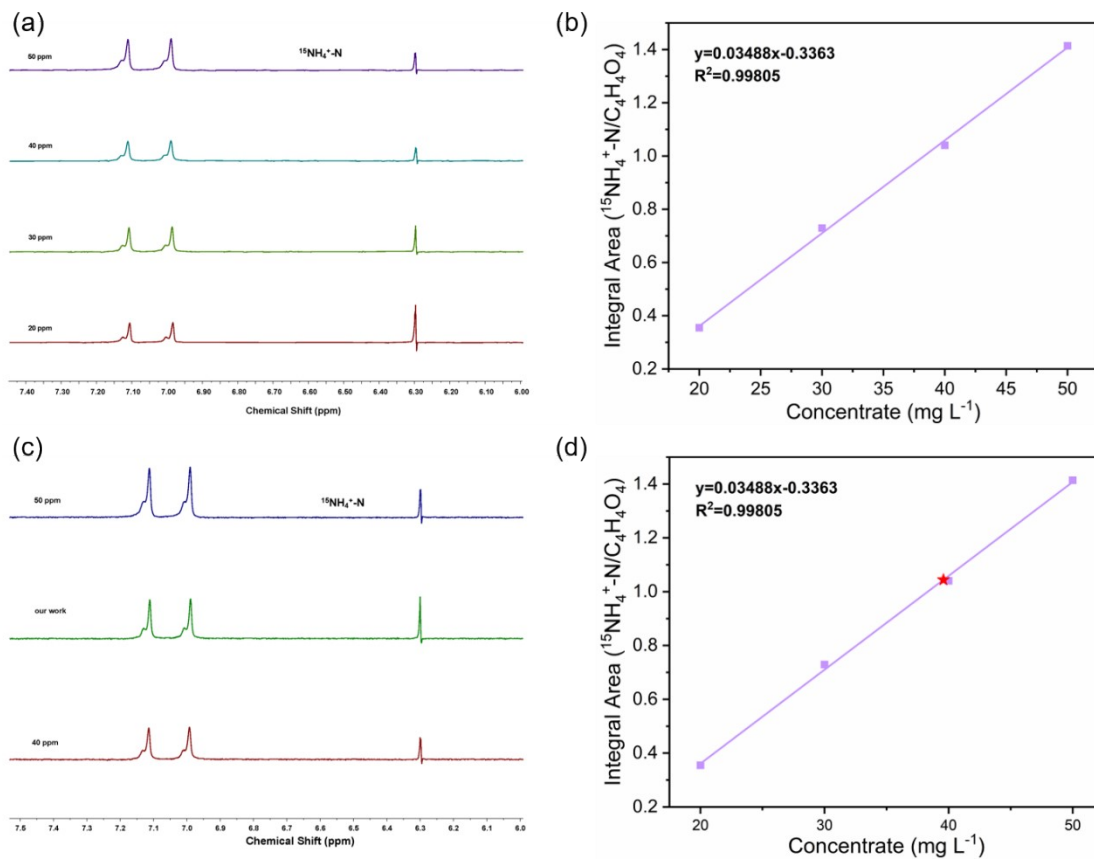 (a)
50 ppm
¹⁵NH₄⁺-N
40 ppm
30 ppm
20 ppm
7.40 7.30 7.20 7.10 7.00 6.90 6.80 6.70 6.60 6.50 6.40 6.30 6.20 6.10 6.00
Chemical Shift (ppm)
(b)
y=0.03488x-0.3363
R²=0.99805
Integral Area (¹⁵NH₄⁺-N/C₄H₄O₄)
1.4
1.2
1.0
0.8
0.6
0.4
0.2
20 25 30 35 40 45 50
Concentrate (mg L⁻¹)
(c)
50 ppm
¹⁵NH₄⁺-N
our work
40 ppm
7.6 7.5 7.4 7.3 7.2 7.1 7.0 6.9 6.8 6.7 6.6 6.5 6.4 6.3 6.2 6.1 6.0
Chemical Shift (ppm)
(d)
y=0.03488x-0.3363
R²=0.99805
Integral Area (¹⁵NH₄⁺-N/C₄H₄O₄)
1.4
1.2
1.0
0.8
0.6
0.4
0.2
20 30 40 50
Concentrate (mg L⁻¹)